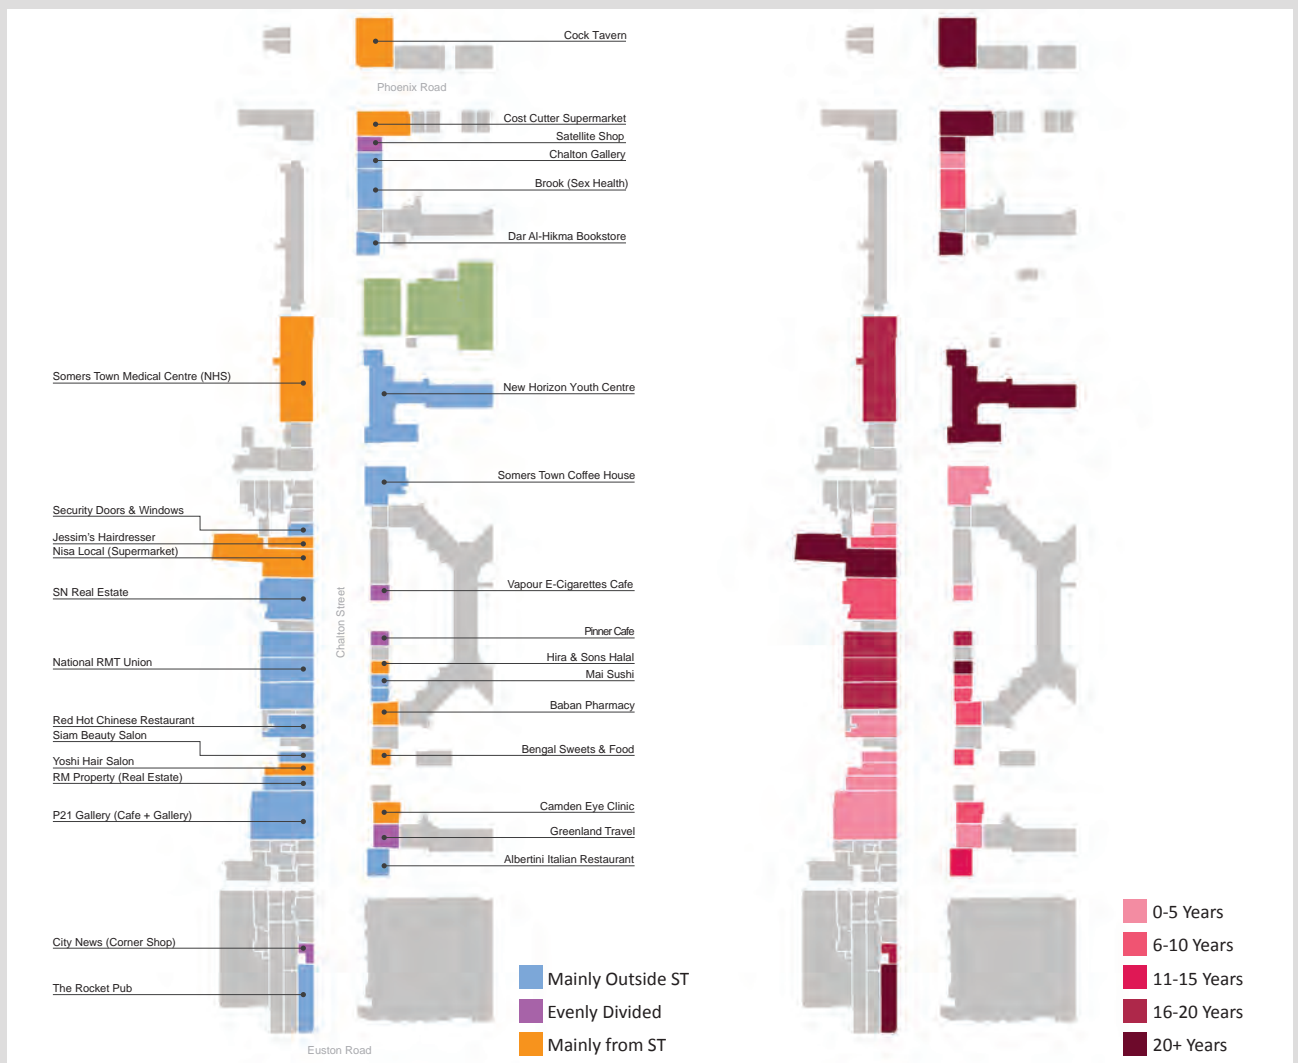 Cock Tavern
Phoenix Road
Cost Cutter Supermarket
Satellite Shop
Chalton Gallery
Brook (Sex Health)
Dar Al-Hikma Bookstore
Somers Town Medical Centre (NHS)
New Horizon Youth Centre
Somers Town Coffee House
Security Doors & Windows
Jessim's Hairdresser
Nisa Local (Supermarket)
SN Real Estate
Vapour E-Cigarettes Cafe
Chalton Street
Pinner Cafe
Hira & Sons Halal
National RMT Union
Mai Sushi
Baban Pharmacy
Red Hot Chinese Restaurant
Siam Beauty Salon
Bengal Sweets & Food
Yoshi Hair Salon
RM Property (Real Estate)
Camden Eye Clinic
P21 Gallery (Cafe + Gallery)
Greenland Travel
Albertini Italian Restaurant
City News (Corner Shop)
The Rocket Pub
Euston Road
Mainly Outside ST
Evenly Divided
Mainly from ST
0-5 Years
6-10 Years
11-15 Years
16-20 Years
20+ Years